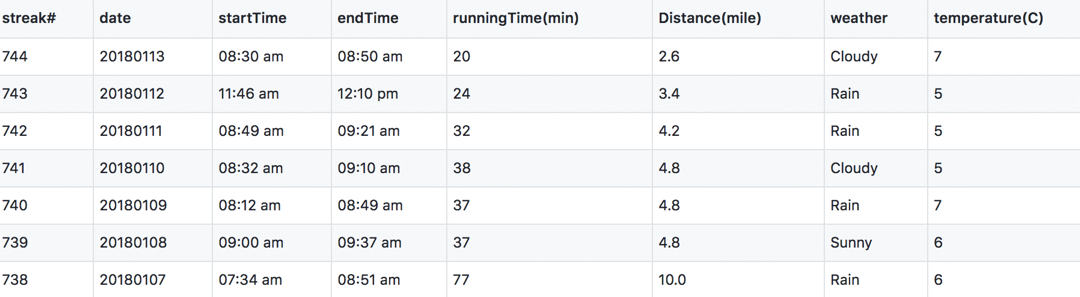 streak# date startTime endTime runningTime(min) Distance(mile) weather temperature(C)
744 20180113 08:30 am 08:50 am 20 2.6 Cloudy 7
743 20180112 11:46 am 12:10 pm 24 3.4 Rain 5
742 20180111 08:49 am 09:21 am 32 4.2 Rain 5
741 20180110 08:32 am 09:10 am 38 4.8 Cloudy 5
740 20180109 08:12 am 08:49 am 37 4.8 Rain 7
739 20180108 09:00 am 09:37 am 37 4.8 Sunny 6
738 20180107 07:34 am 08:51 am 77 10.0 Rain 6